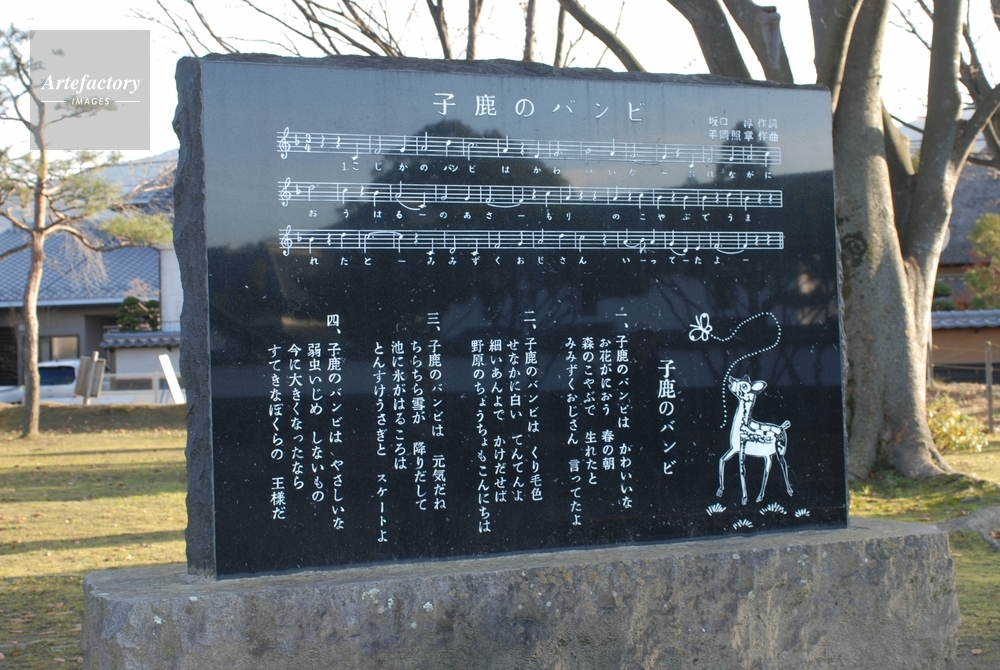 Artefactory
IMAGES
子鹿のバンビ
坂口 淳 作詞
平岡照章 作曲
1.こじかの バンビ は かわ いいな ー おはながに
おうはるーのあさーもり の こやぶでうま
れたとーみみずくおじさん いーってーたよー
子鹿のバンビ
一、子鹿のバンビは かわいいな
お花がにおう 春の朝
森のこやぶで 生れたと
みみずくおじさん 言ってたよ
二、子鹿のバンビは くり毛色
せなかに白い てんてんよ
細いあんよで かけだせば
野原のちょうちょもこんにちは
三、子鹿のバンビは 元気だね
ちらちら雪が 降りだして
池に氷がはるころは
とんすけうさぎと スケートよ
四、子鹿のバンビは やさしいな
弱虫いじめ しないもの
今に大きくなったなら
すてきなぼくらの 王様だ